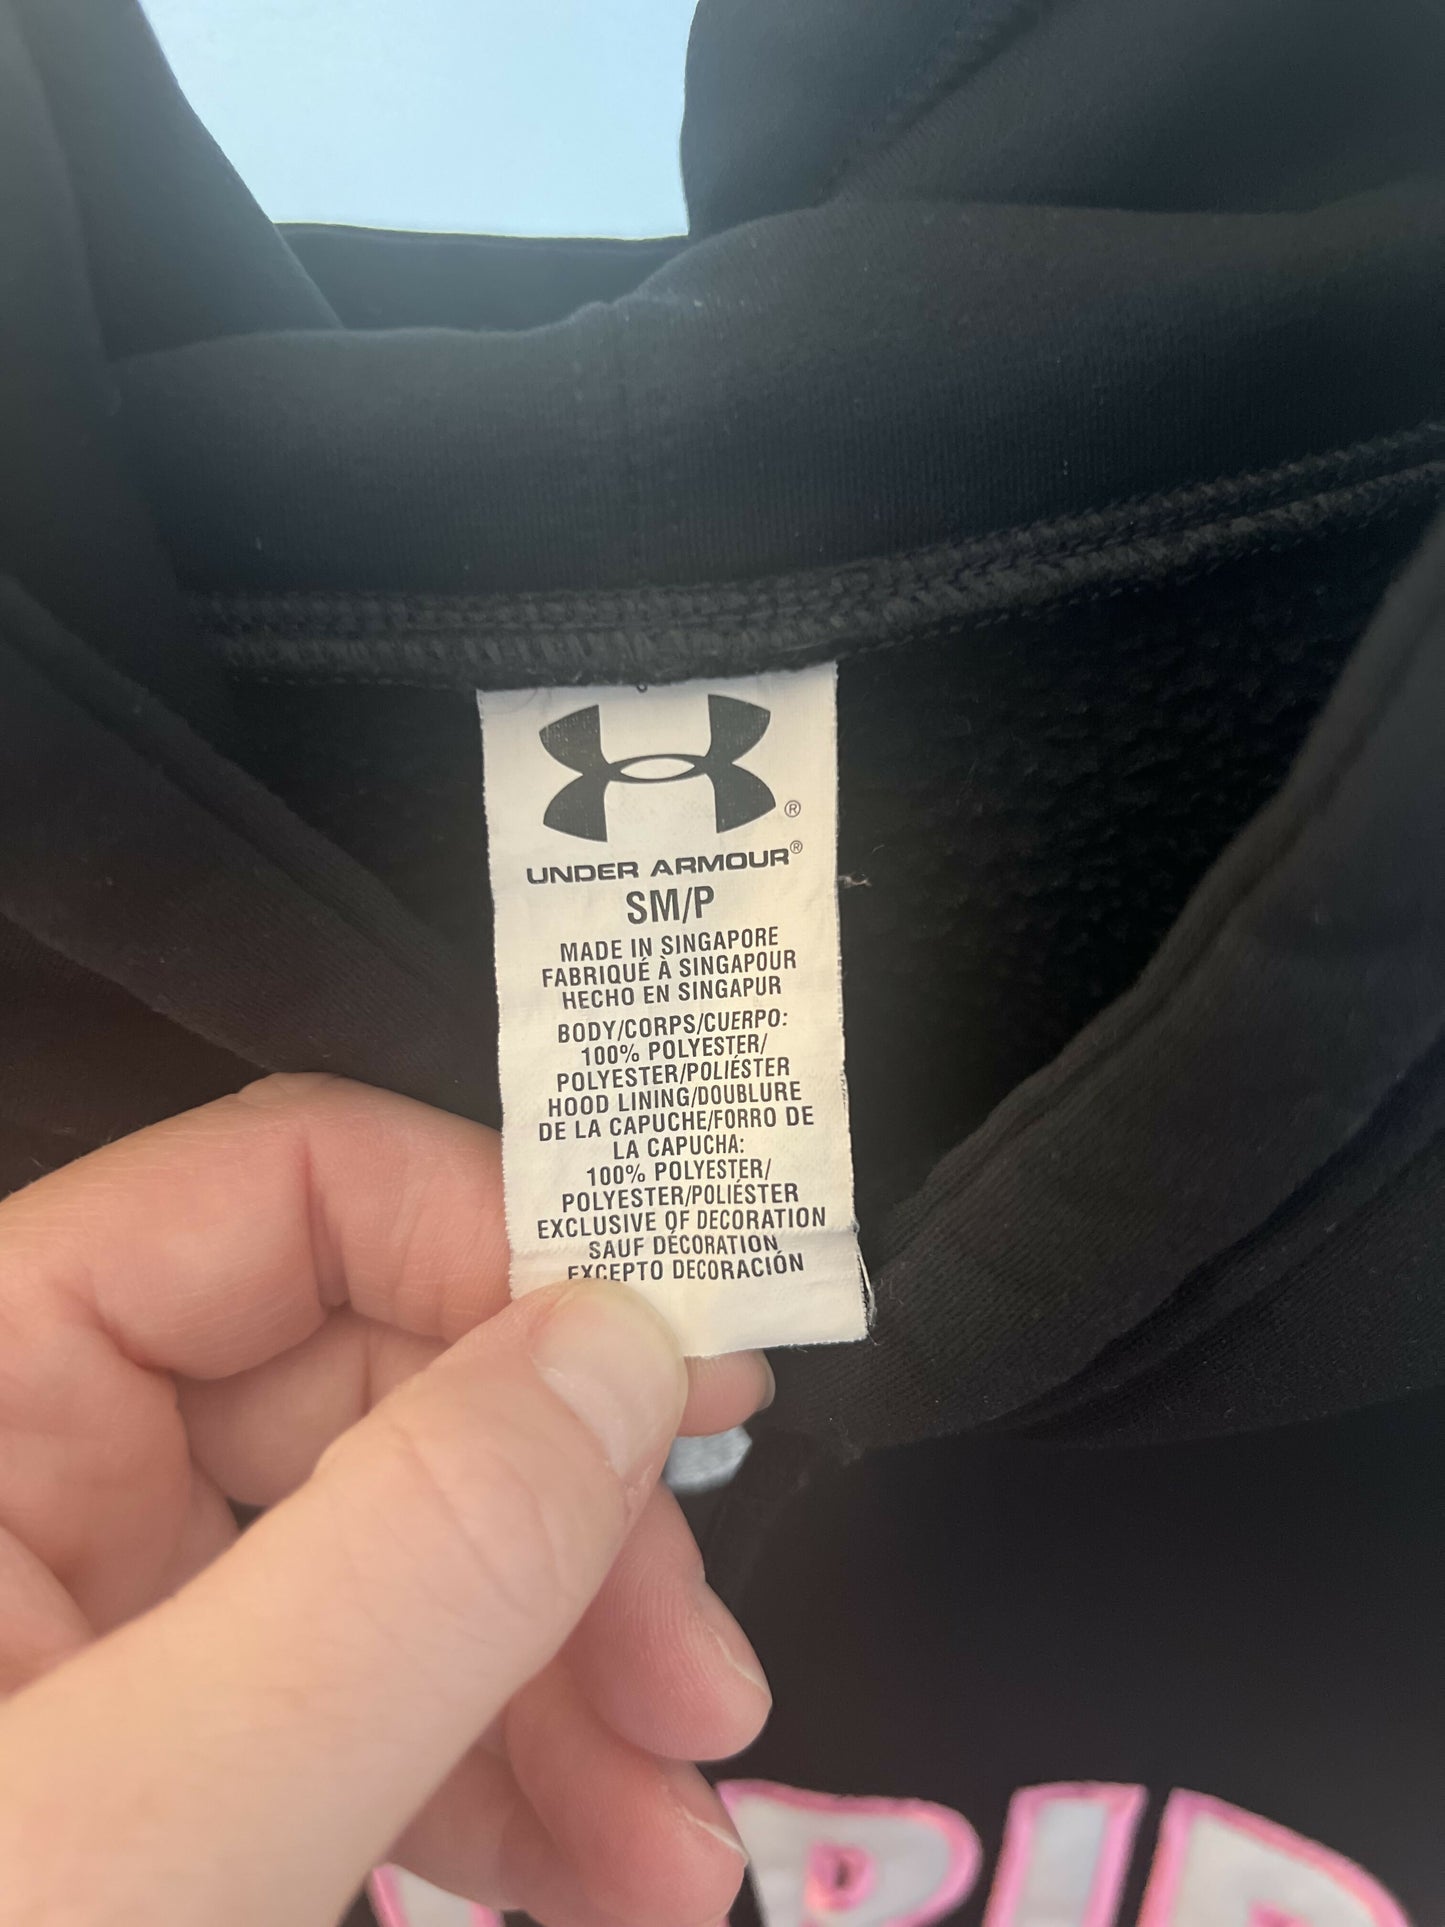 ®
UNDER ARMOUR®
SM/P
MADE IN SINGAPORE
FABRIQUÉ À SINGAPOUR
HECHO EN SINGAPUR
BODY/CORPS/CUERPO:
100% POLYESTER/
POLYESTER/POLIÉSTER
HOOD LINING/DOUBLURE
DE LA CAPUCHE/FORRO DE
LA CAPUCHA:
100% POLYESTER/
POLYESTER/POLIÉSTER
EXCLUSIVE OF DECORATION
SAUF DÉCORATION
EXCEPTO DECORACIÓN